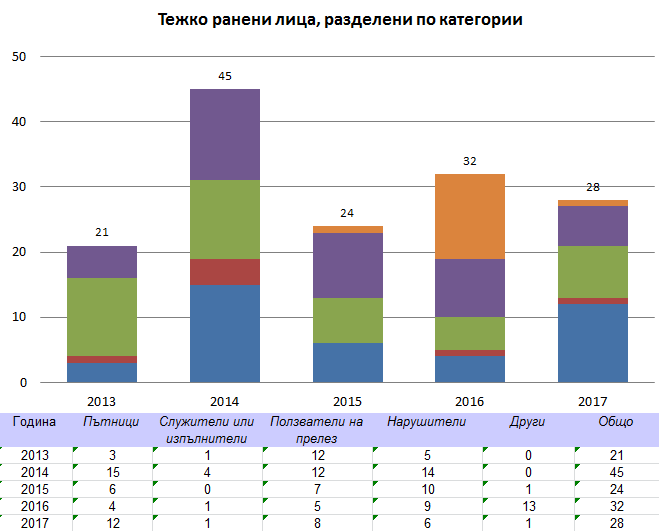 Тежко ранени лица, разделени по категории
50
45
40
32
30
28
24
21
20
10
0
2013 2014 2015 2016 2017
Година Пътници Служители или Ползватели на Нарушители Други Общо
изпълнители прелез
2013 3 1 12 5 0 21
2014 15 4 12 14 0 45
2015 6 0 7 10 1 24
2016 4 1 5 9 13 32
2017 12 1 8 6 1 28